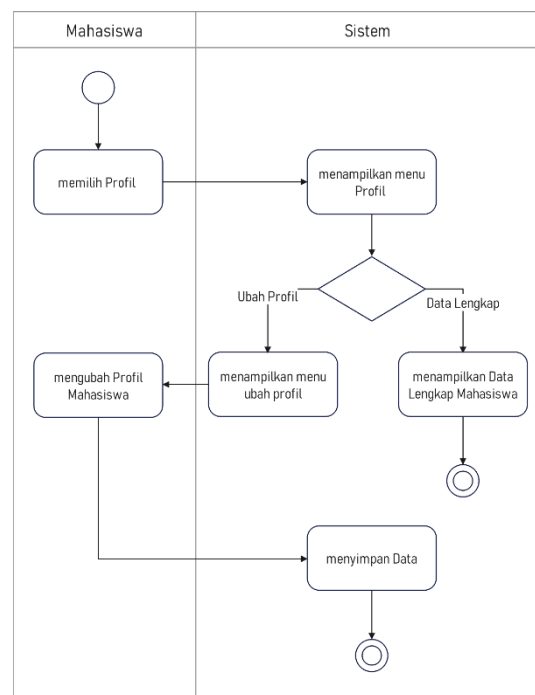 Mahasiswa
Sistem
memilih Profil
menampilkan menu
Profil
Ubah Profil
Data Lengkap
mengubah Profil
Mahasiswa
menampilkan menu
ubah profil
menampilkan Data
Lengkap Mahasiswa
menyimpan Data